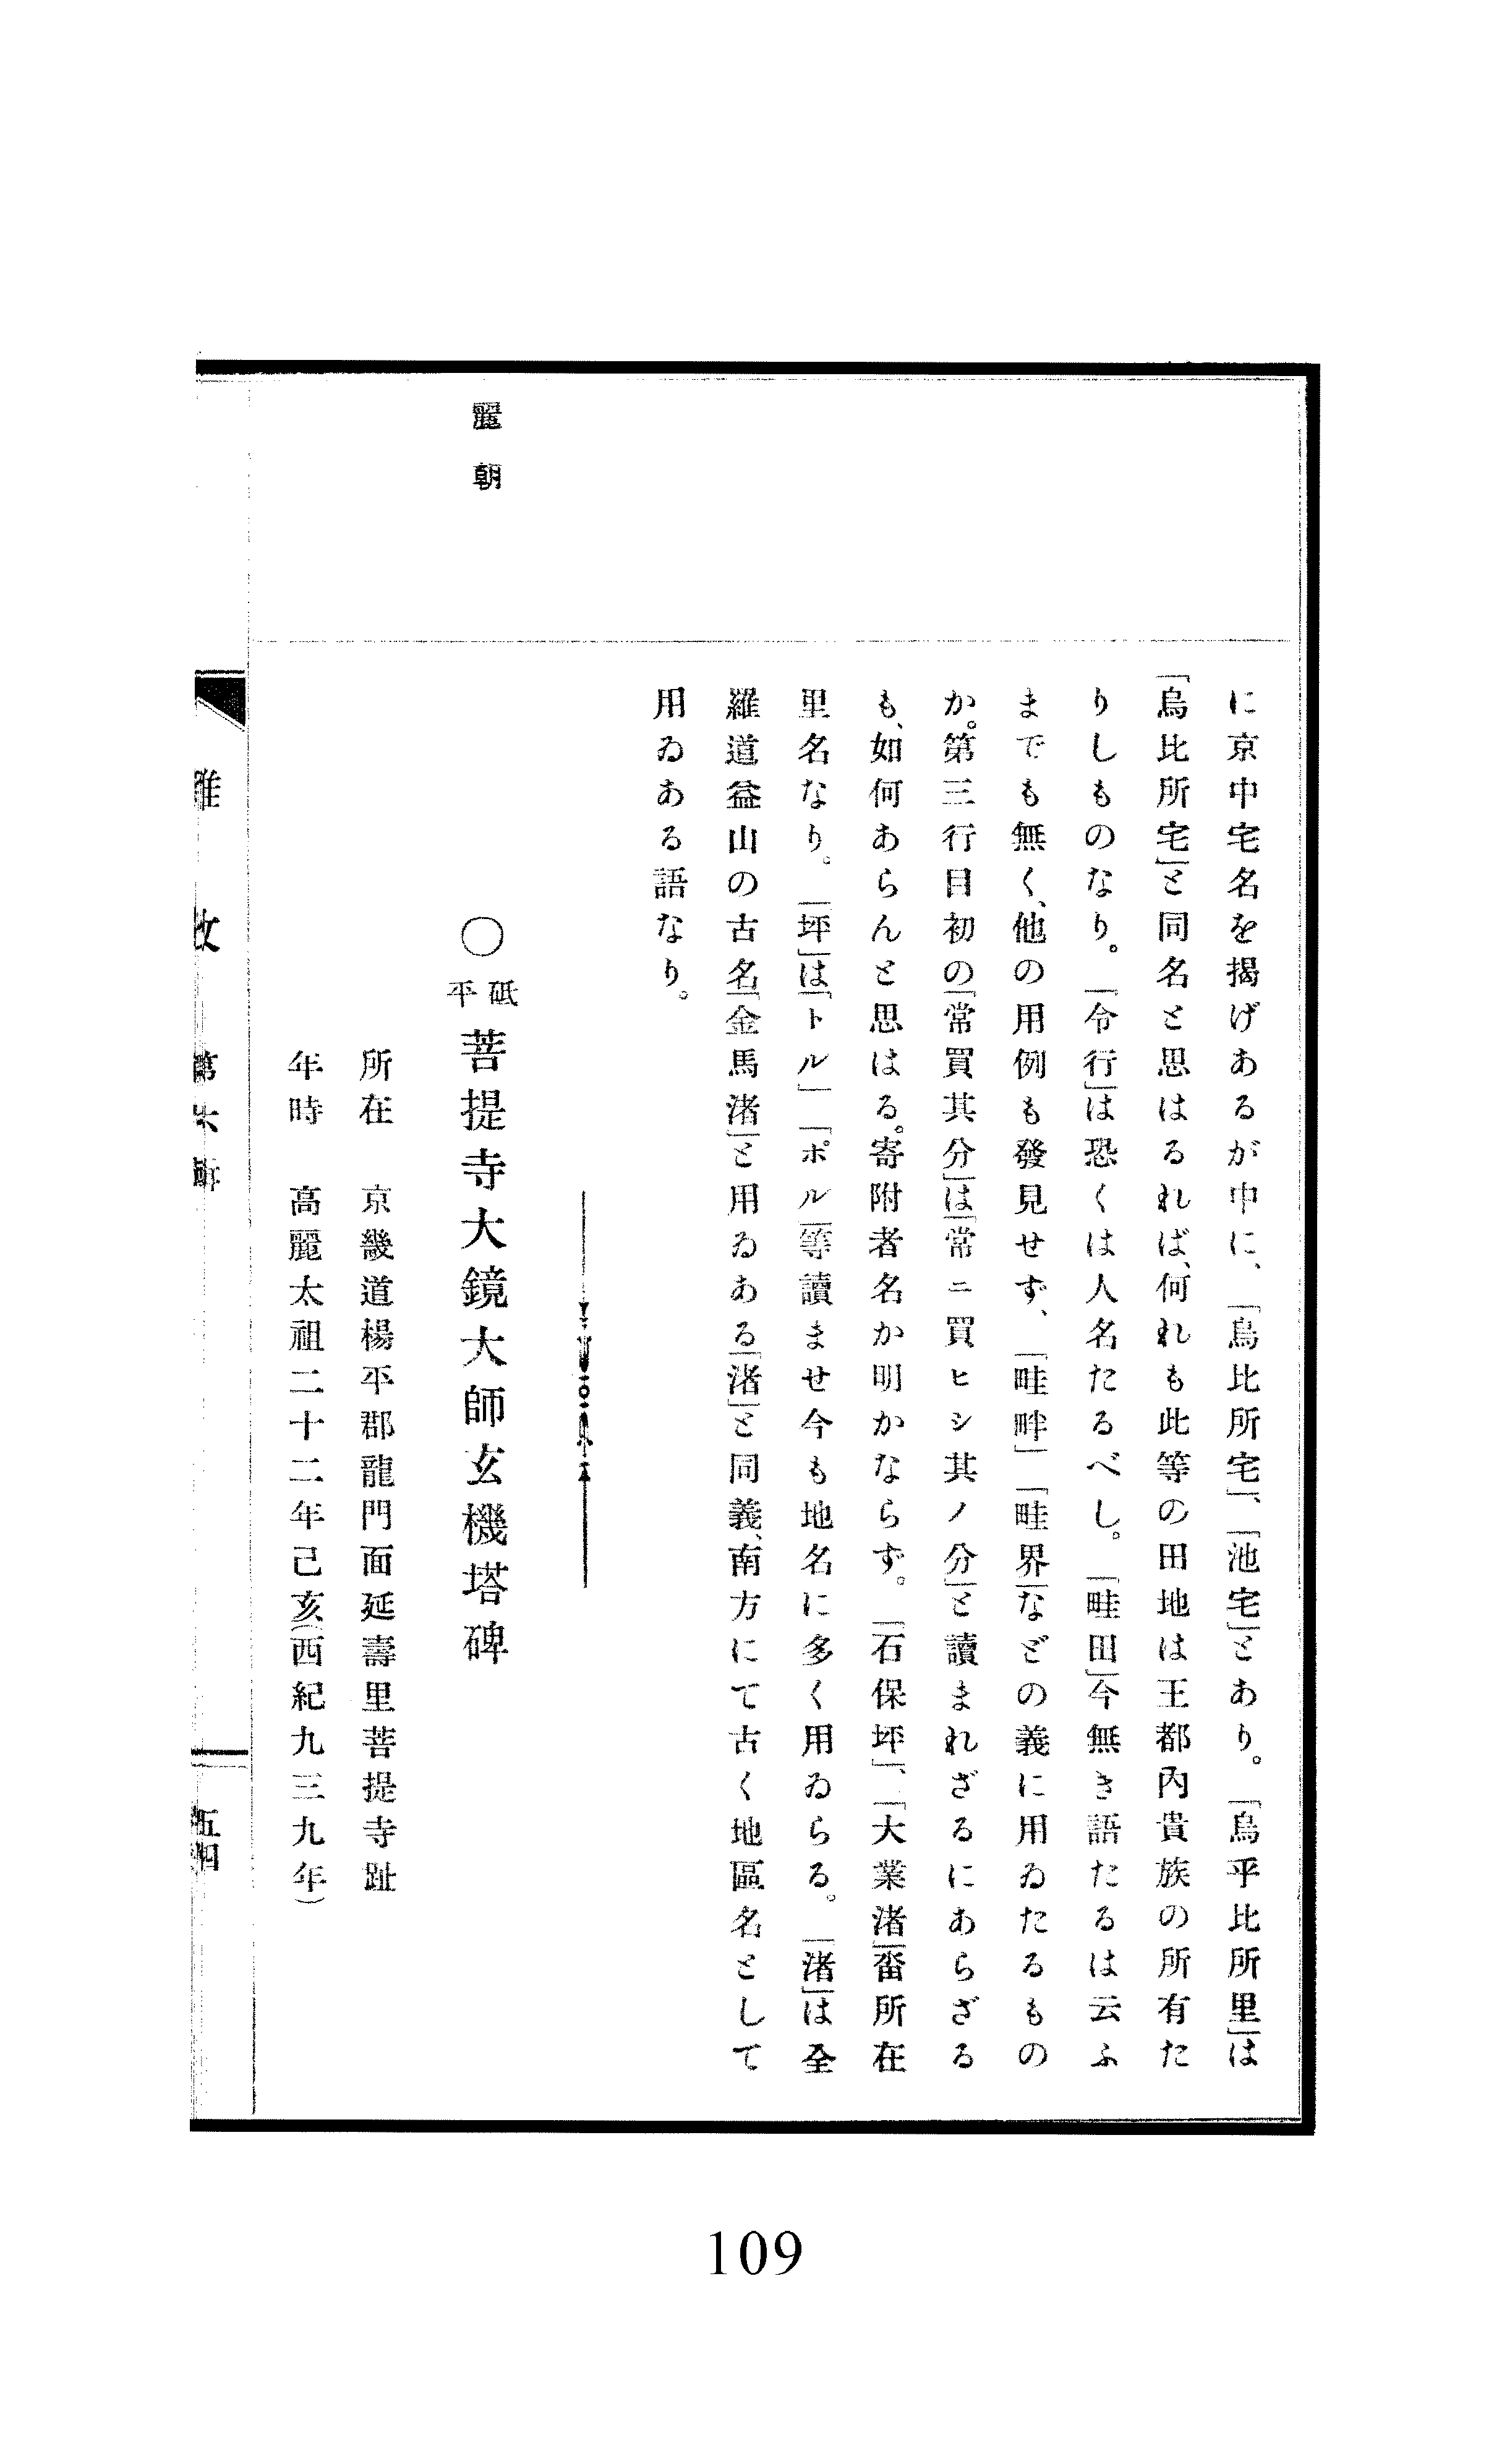 に京中宅名を揭げあるが中に、「烏比所宅」、「池宅」とあり。「烏乎比所里」は
「烏比所宅」と同名と思はるれば、何れも此等の田地は王都內貴族の所有た
りしものなり。「令行」は恐くは人名たるべし。「畦田」今無き語たるは云ふ
までも無く、他の用例も發見せず、「畦畔」「畦界」などの義に用ゐたるもの
か。第三行目初の「常買其分」は「常ニ買ヒシ其ノ分」と讀まれざるにあらざる
も、如何あらんと思はる。寄附者名か明かならず。「石保坪」、「大業渚」畓所在
里名なり。「坪」は「トル」「ポル」等讀ませ今も地名に多く用ゐらる。「渚」は全
羅道益山の古名「金馬渚」と用ゐある「渚」と同義、南方にて古く地區名として
用ゐある語なり。
麗朝
〇砥平菩提寺大鏡大師玄機塔碑
所在 京畿道楊平郡龍門面延壽里菩提寺趾
年時 高麗太祖二十二年己亥(西紀九三九年)
雜攷 第六輯 五四
109